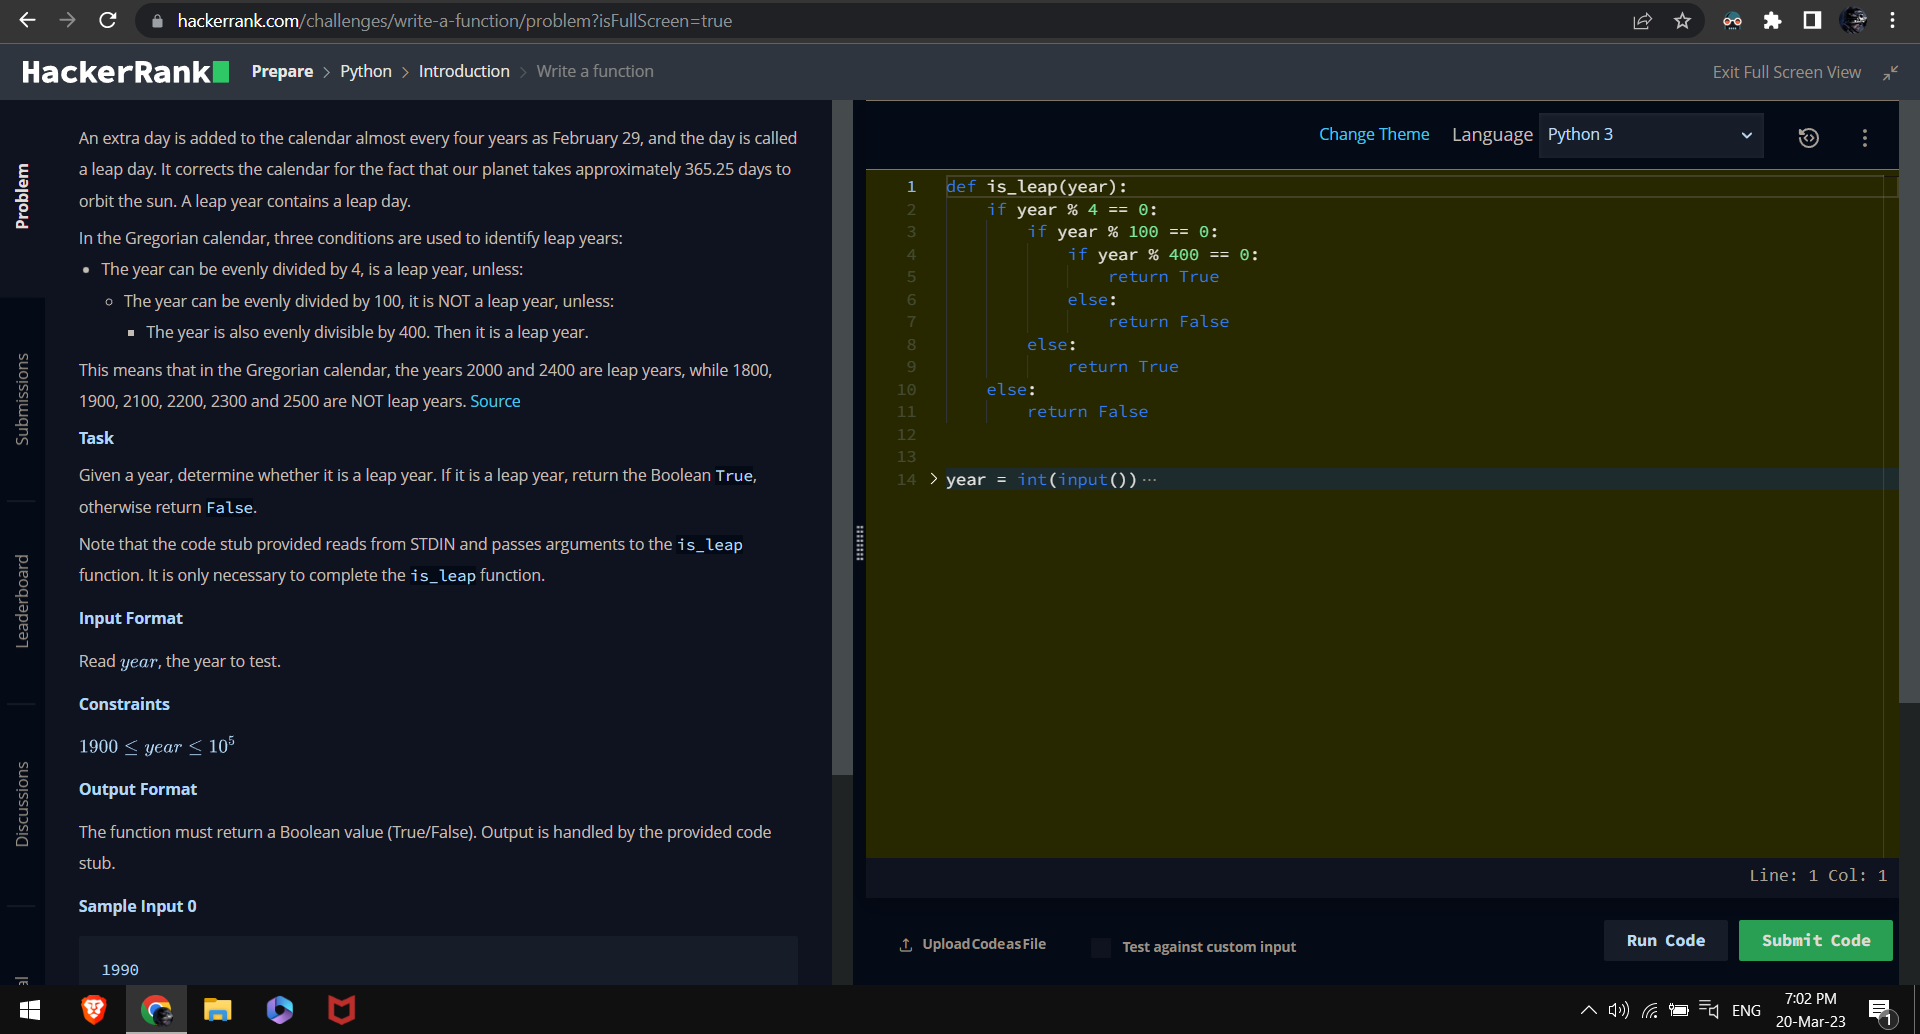 hackerrank.com/challenges/write-a-function/problem?isFullScreen=true
HackerRank Prepare > Python > Introduction > Write a function Exit Full Screen View
Problem
Submissions
Leaderboard
Discussions
al
An extra day is added to the calendar almost every four years as February 29, and the day is called
a leap day. It corrects the calendar for the fact that our planet takes approximately 365.25 days to
orbit the sun. A leap year contains a leap day.
In the Gregorian calendar, three conditions are used to identify leap years:
• The year can be evenly divided by 4, is a leap year, unless:
◦ The year can be evenly divided by 100, it is NOT a leap year, unless:
▪ The year is also evenly divisible by 400. Then it is a leap year.
This means that in the Gregorian calendar, the years 2000 and 2400 are leap years, while 1800,
1900, 2100, 2200, 2300 and 2500 are NOT leap years. Source
Task
Given a year, determine whether it is a leap year. If it is a leap year, return the Boolean True,
otherwise return False.
Note that the code stub provided reads from STDIN and passes arguments to the is_leap
function. It is only necessary to complete the is_leap function.
Input Format
Read year, the year to test.
Constraints
1900 ≤ year ≤ 10⁵
Output Format
The function must return a Boolean value (True/False). Output is handled by the provided code
stub.
Sample Input 0
1990
Change Theme Language Python 3
1 def is_leap(year):
2     if year % 4 == 0:
3         if year % 100 == 0:
4             if year % 400 == 0:
5                 return True
6             else:
7                 return False
8         else:
9             return True
10     else:
11         return False
12
13
14 > year = int(input()) ···
Line: 1 Col: 1
Upload Code as File Test against custom input Run Code Submit Code
ENG 7:02 PM
20-Mar-23
1